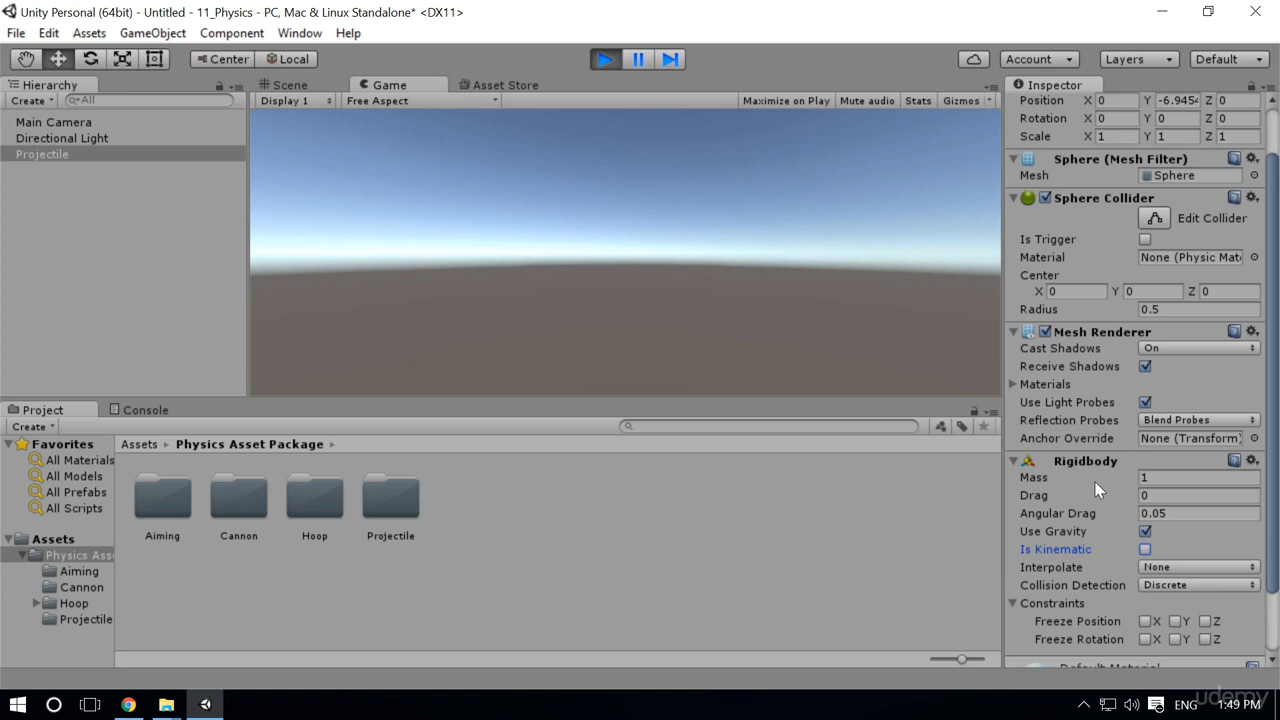 Unity Personal (64bit) - Untitled - 11_Physics - PC, Mac & Linux Standalone* <DX11>
File Edit Assets GameObject Component Window Help
Center Local Account Layers Default
Hierarchy
Create All
Main Camera
Directional Light
Projectile
Scene Game Asset Store
Display 1 Free Aspect Maximize on Play Mute audio Stats Gizmos
Project Console
Create
Favorites
All Materials
All Models
All Prefabs
All Scripts
Assets
Physics Asse
Aiming
Cannon
Hoop
Projectile
Assets Physics Asset Package
Aiming Cannon Hoop Projectile
Inspector
Position X 0 Y -6.9454 Z 0
Rotation X 0 Y 0 Z 0
Scale X 1 Y 1 Z 1
Sphere (Mesh Filter)
Mesh Sphere
Sphere Collider
Edit Collider
Is Trigger
Material None (Physic Mate
Center
X 0 Y 0 Z 0
Radius 0.5
Mesh Renderer
Cast Shadows On
Receive Shadows
Materials
Use Light Probes
Reflection Probes Blend Probes
Anchor Override None (Transform)
Rigidbody
Mass 1
Drag 0
Angular Drag 0.05
Use Gravity
Is Kinematic
Interpolate None
Collision Detection Discrete
Constraints
Freeze Position X Y Z
Freeze Rotation X Y Z
Default Material
ENG 1:49 PM
udemy